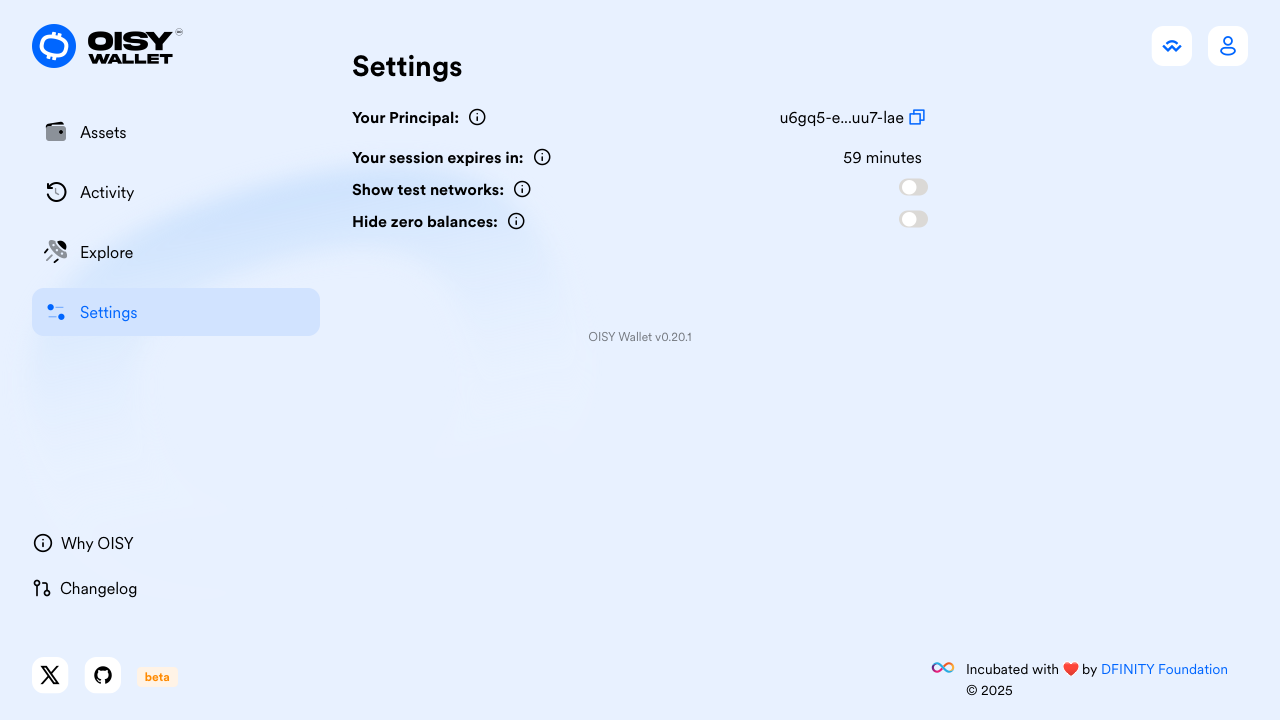 OISY
WALLET
Settings
Assets
Activity
Explore
Settings
Your Principal:
u6gq5-e...uu7-lae
Your session expires in:
59 minutes
Show test networks:
Hide zero balances:
OISY Wallet v0.20.1
Why OISY
Changelog
beta
Incubated with ❤️ by DFINITY Foundation
© 2025